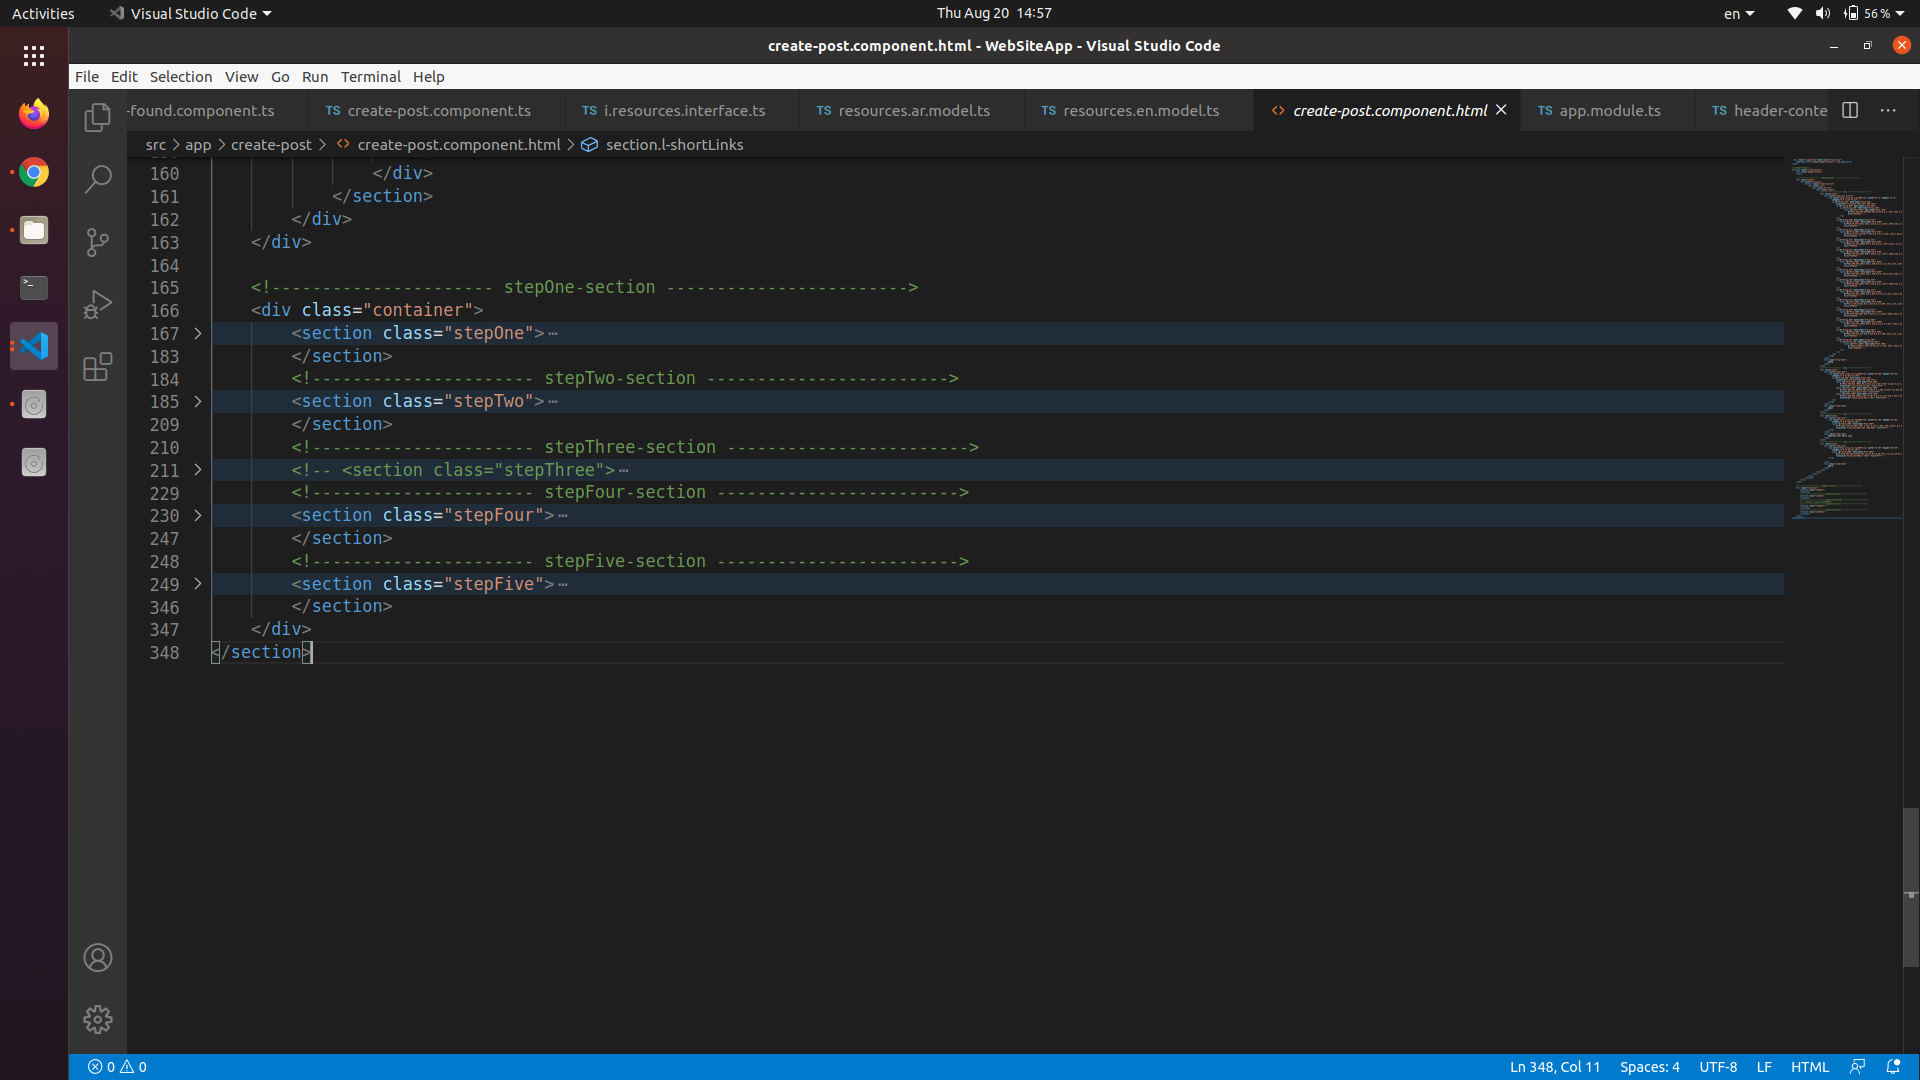 Activities
Visual Studio Code
Thu Aug 20 14:57
en
56 %
create-post.component.html - WebSiteApp - Visual Studio Code
File Edit Selection View Go Run Terminal Help
-found.component.ts
TS create-post.component.ts
TS i.resources.interface.ts
TS resources.ar.model.ts
TS resources.en.model.ts
<> create-post.component.html
TS app.module.ts
TS header-conte
src > app > create-post > <> create-post.component.html > section.l-shortLinks
160 </div>
161 </section>
162 </div>
163 </div>
164
165 <!---------------------- stepOne-section ------------------------>
166 <div class="container">
167 <section class="stepOne">
183 </section>
184 <!---------------------- stepTwo-section ------------------------>
185 <section class="stepTwo">
209 </section>
210 <!---------------------- stepThree-section ------------------------>
211 <!-- <section class="stepThree">
229 <!---------------------- stepFour-section ------------------------>
230 <section class="stepFour">
247 </section>
248 <!---------------------- stepFive-section ------------------------>
249 <section class="stepFive">
346 </section>
347 </div>
348 </section>
0 0
Ln 348, Col 11
Spaces: 4
UTF-8
LF
HTML